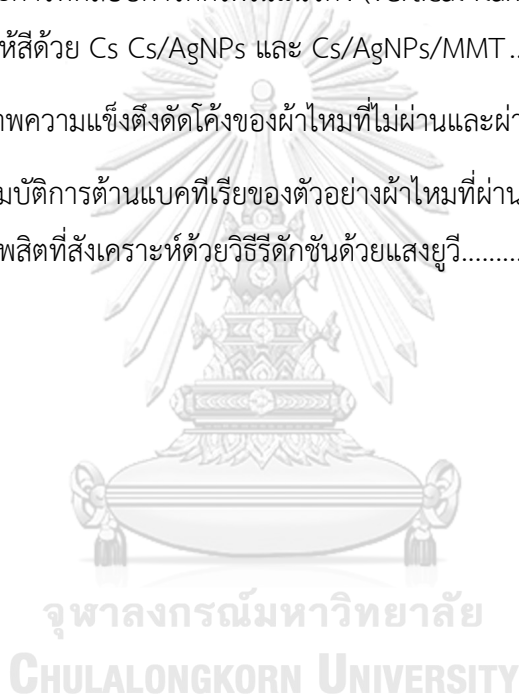 ให้สีด้วย Cs Cs/AgNPs และ Cs/AgNPs/MMT..
าพความแข็งตึงดัดโค้งของผ้าไหมที่ไม่ผ่านและผ่า
มบัติการต้านแบคทีเรียของตัวอย่างผ้าไหมที่ผ่าน
พสิตที่สังเคราะห์ด้วยวิธีรีดักชันด้วยแสงยูวี.........
จุฬาลงกรณ์มหาวิทยาลัย
CHULALONGKORN UNIVERSITY